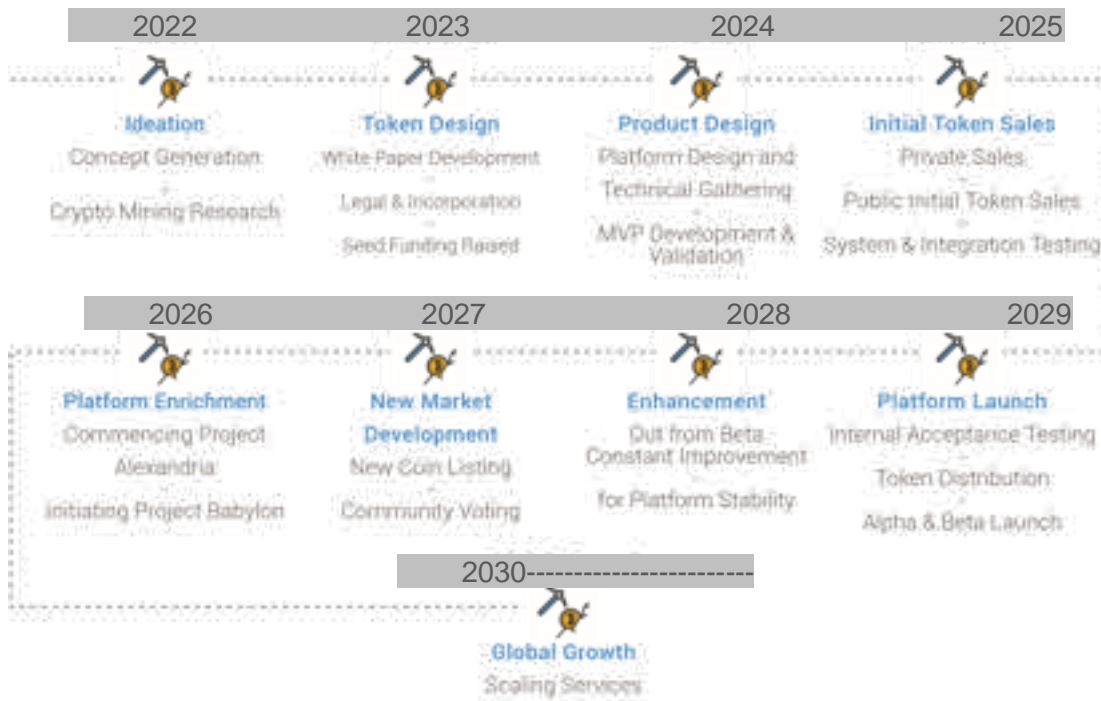 2022 2023 2024 2025
Ideation
Concept Generation
Crypto Mining Research
Token Design
White Paper Development
Legal & Incorporation
Seed Funding Raised
Product Design
Platform Design and
Technical Gathering
MVP Development &
Validation
Initial Token Sales
Private Sales
Public Initial Token Sales
System & Integration Testing
2026 2027 2028 2029
Platform Enrichment
Commencing Project
Alexandria
Initiating Project Babylon
New Market
Development
New Coin Listing
Community Voting
Enhancement
Out from Beta
Constant Improvement
for Platform Stability
Platform Launch
Internal Acceptance Testing
Token Distribution
Alpha & Beta Launch
2030----------------------
Global Growth
Scaling Services